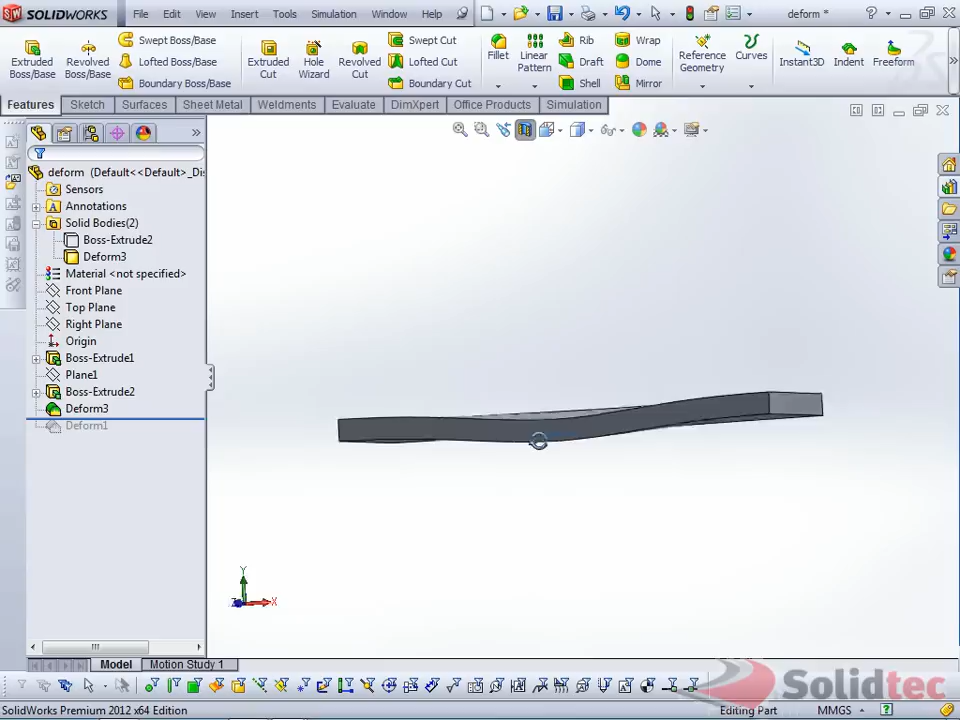 SOLIDWORKS File Edit View Insert Tools Simulation Window Help deform *
Extruded Boss/Base
Revolved Boss/Base
Swept Boss/Base
Lofted Boss/Base
Boundary Boss/Base
Extruded Cut
Hole Wizard
Revolved Cut
Swept Cut
Lofted Cut
Boundary Cut
Fillet
Linear Pattern
Rib
Draft
Shell
Wrap
Dome
Mirror
Reference Geometry
Curves
Instant3D
Indent
Freeform
Features Sketch Surfaces Sheet Metal Weldments Evaluate DimXpert Office Products Simulation
deform (Default<<Default>_Dis
Sensors
Annotations
Solid Bodies(2)
Boss-Extrude2
Deform3
Material <not specified>
Front Plane
Top Plane
Right Plane
Origin
Boss-Extrude1
Plane1
Boss-Extrude2
Deform3
Deform1
Y
X
Model Motion Study 1
Solidtec
SolidWorks Premium 2012 x64 Edition Editing Part MMGS